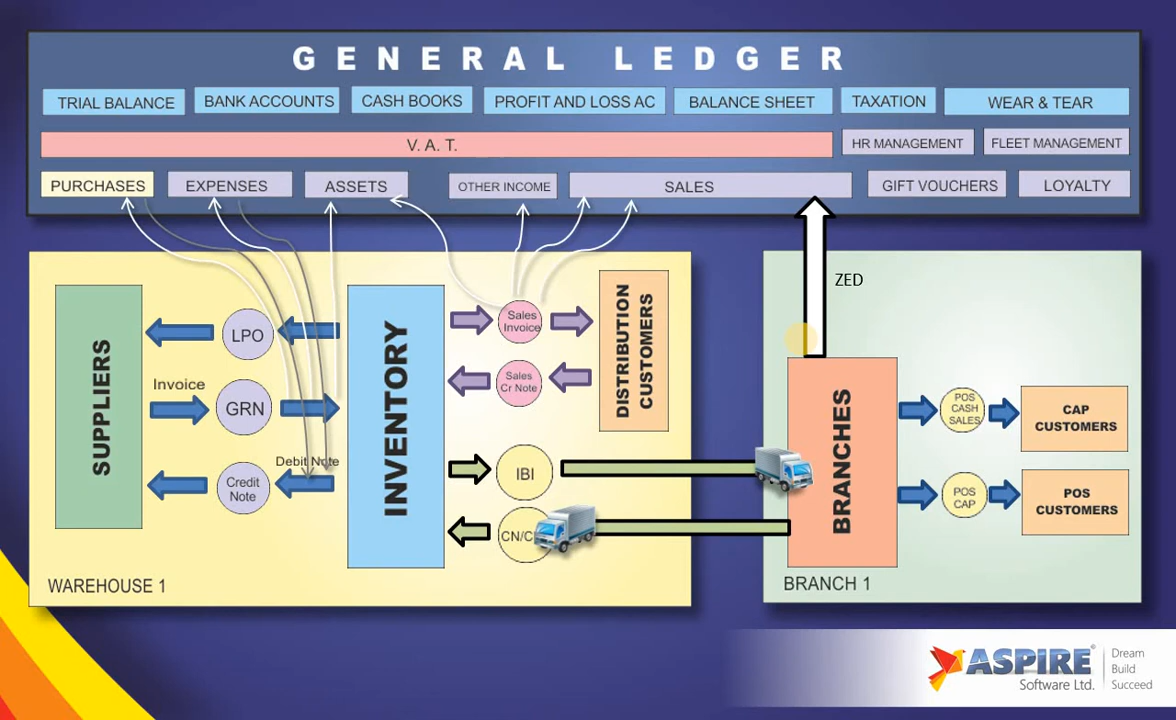 GENERAL LEDGER
TRIAL BALANCE
BANK ACCOUNTS
CASH BOOKS
PROFIT AND LOSS AC
BALANCE SHEET
TAXATION
WEAR & TEAR
V. A. T.
HR MANAGEMENT
FLEET MANAGEMENT
PURCHASES
EXPENSES
ASSETS
OTHER INCOME
SALES
GIFT VOUCHERS
LOYALTY
ZED
SUPPLIERS
LPO
Invoice
GRN
Debit Note
Credit
Note
INVENTORY
Sales
Invoice
Sales
Cr Note
DISTRIBUTION
CUSTOMERS
IBI
CN/C
WAREHOUSE 1
BRANCHES
POS
CASH
SALES
CAP
CUSTOMERS
POS
CAP
POS
CUSTOMERS
BRANCH 1
ASPIRE
Software Ltd.
Dream
Build
Succeed